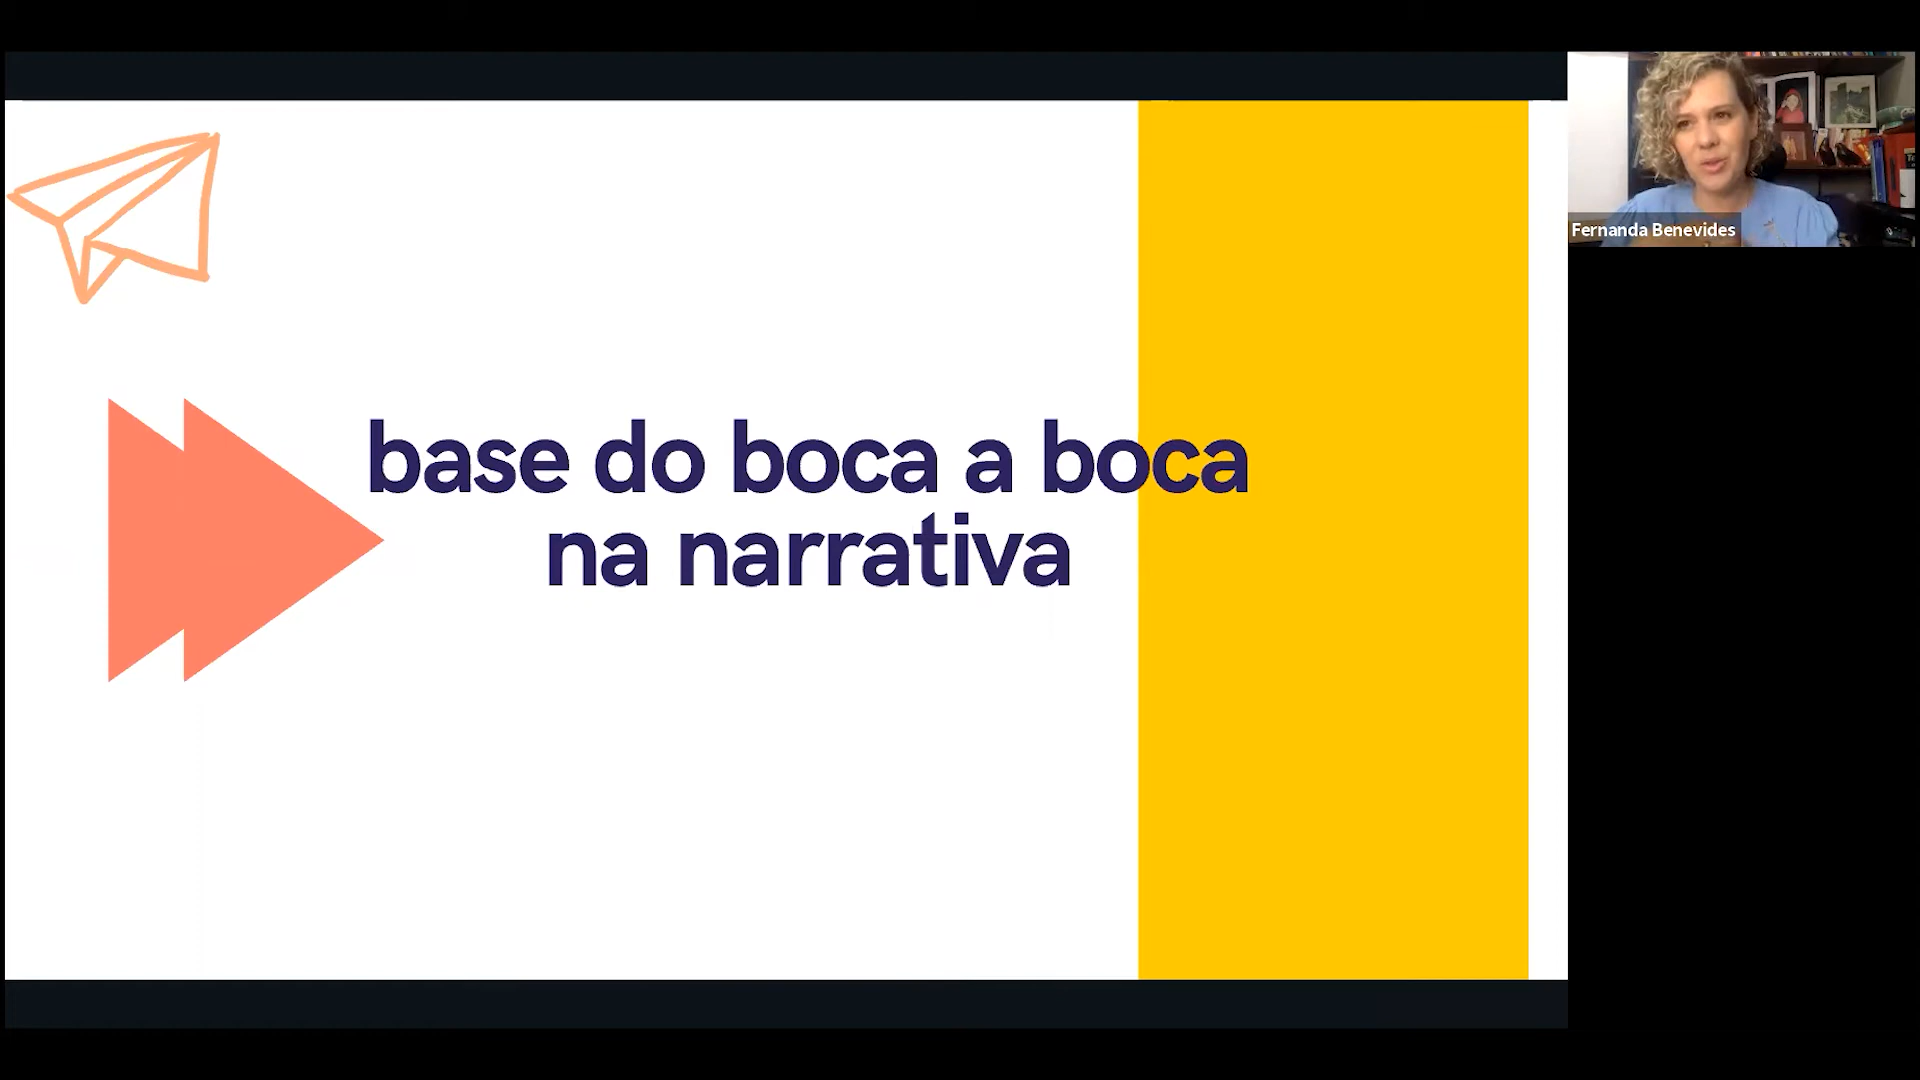 base do boca a boca
na narrativa
Fernanda Benevides